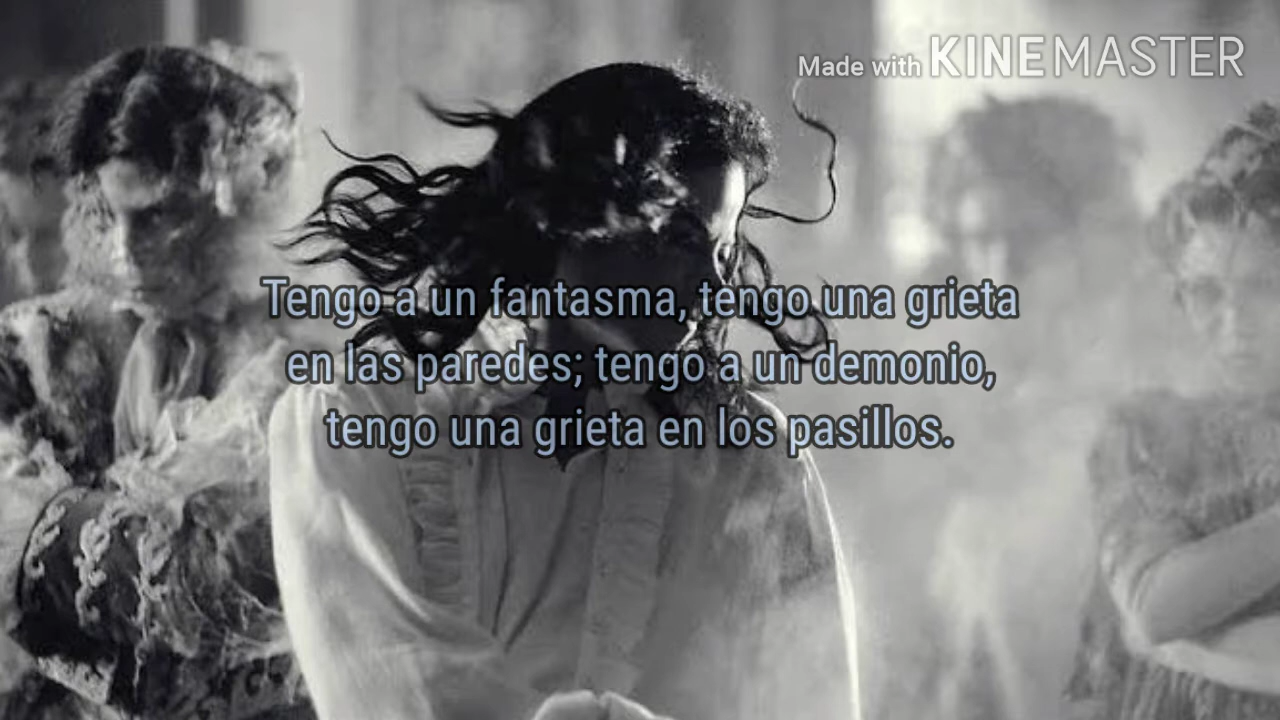 Made with KINEMASTER
Tengo a un fantasma, tengo una grieta
en las paredes; tengo a un demonio,
tengo una grieta en los pasillos.